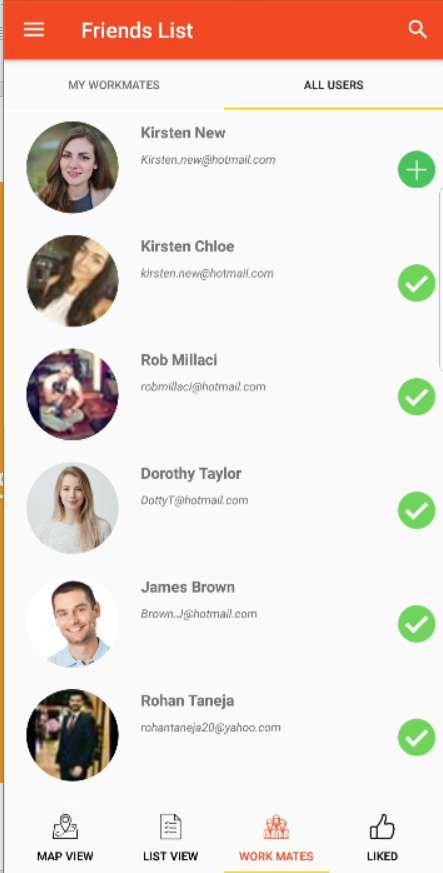 Friends List
MY WORKMATES
ALL USERS
Kirsten New
Kirsten.new@hotmail.com
Kirsten Chloe
kirsten.new@hotmail.com
Rob Millaci
robmillaci@hotmail.com
Dorothy Taylor
DottyT@hotmail.com
James Brown
Brown.J@hotmail.com
Rohan Taneja
rohantaneja20@yahoo.com
MAP VIEW
LIST VIEW
WORK MATES
LIKED